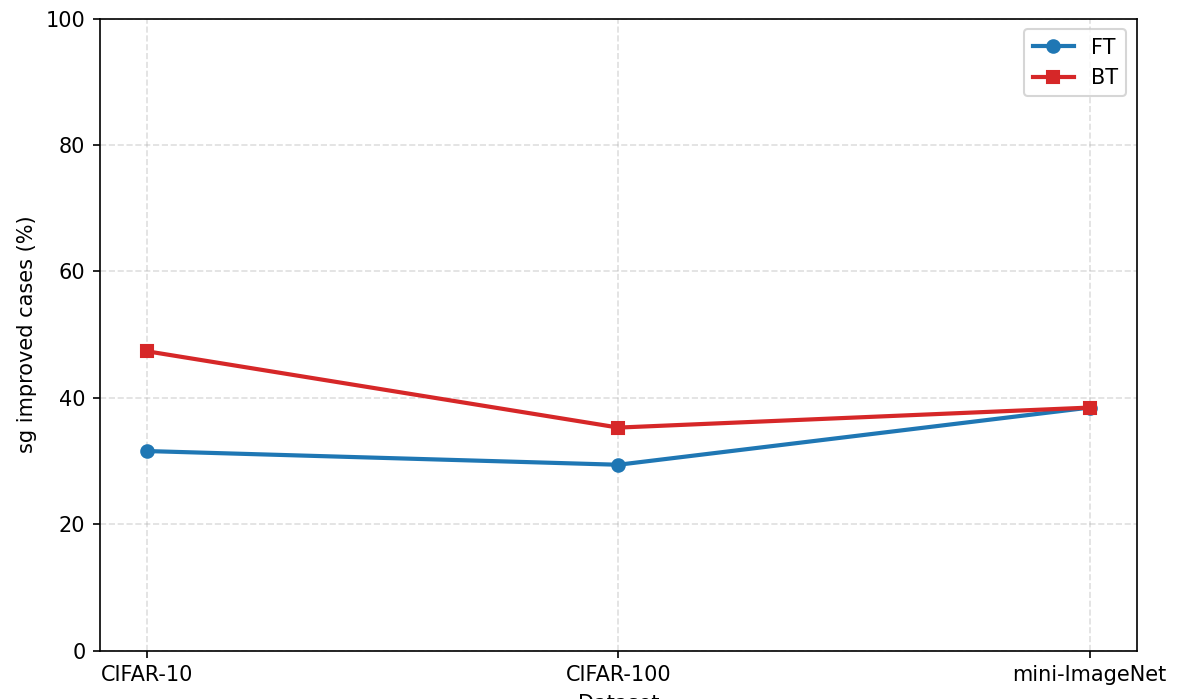 100
80
60
40
20
0
sg improved cases (%)
FT
BT
CIFAR-10
CIFAR-100
mini-ImageNet
Dataset